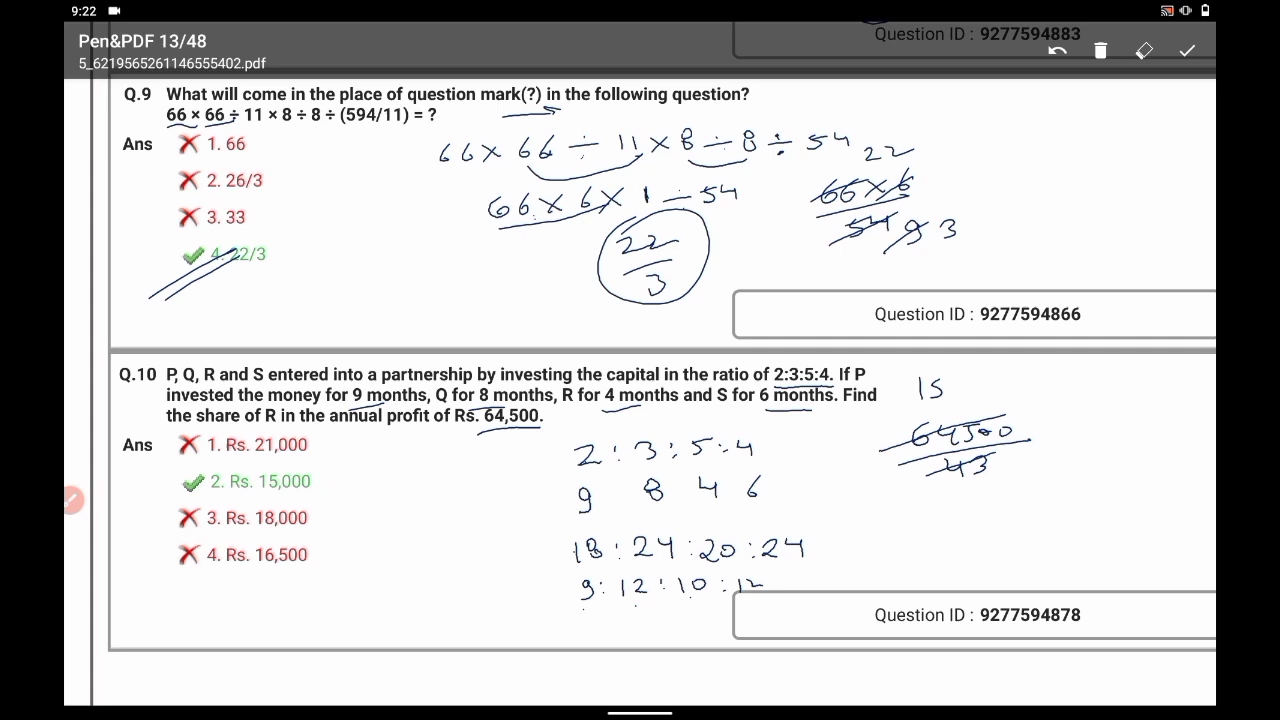 9:22
Pen&PDF 13/48
5_6219565261146555402.pdf
Question ID : 9277594883
Q.9 What will come in the place of question mark(?) in the following question?
66 × 66 ÷ 11 × 8 ÷ 8 ÷ (594/11) = ?
Ans 1. 66
2. 26/3
3. 33
4. 22/3
66 × 66 ÷ 11 × 8 ÷ 8 ÷ 54
66 × 6 × 1 ÷ 54
22/3
22
66 × 6
54 9 3
Question ID : 9277594866
Q.10 P, Q, R and S entered into a partnership by investing the capital in the ratio of 2:3:5:4. If P
invested the money for 9 months, Q for 8 months, R for 4 months and S for 6 months. Find
the share of R in the annual profit of Rs. 64,500.
Ans 1. Rs. 21,000
2. Rs. 15,000
3. Rs. 18,000
4. Rs. 16,500
2 : 3 : 5 : 4
9 8 4 6
18 : 24 : 20 : 24
9 : 12 : 10 : 12
15
64500
43
Question ID : 9277594878